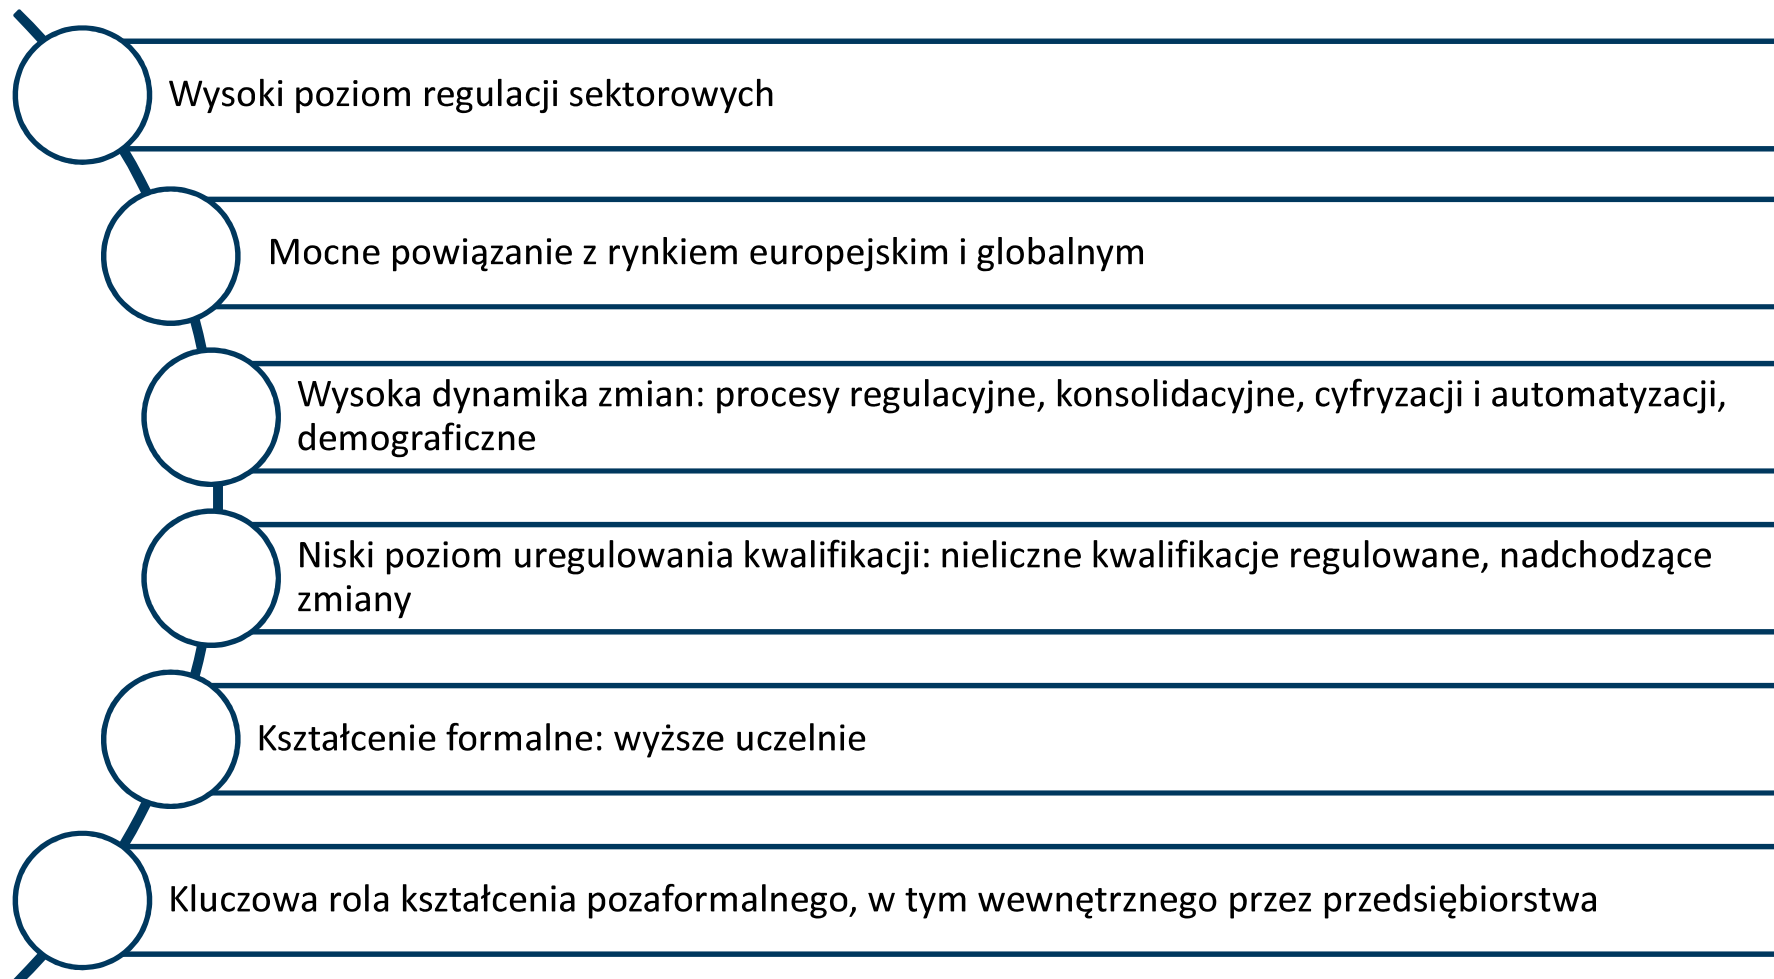 Wysoki poziom regulacji sektorowych
Mocne powiązanie z rynkiem europejskim i globalnym
Wysoka dynamika zmian: procesy regulacyjne, konsolidacyjne, cyfryzacji i automatyzacji,
demograficzne
Niski poziom uregulowania kwalifikacji: nieliczne kwalifikacje regulowane, nadchodzące
zmiany
Kształcenie formalne: wyższe uczelnie
Kluczowa rola kształcenia pozaformalnego, w tym wewnętrznego przez przedsiębiorstwa